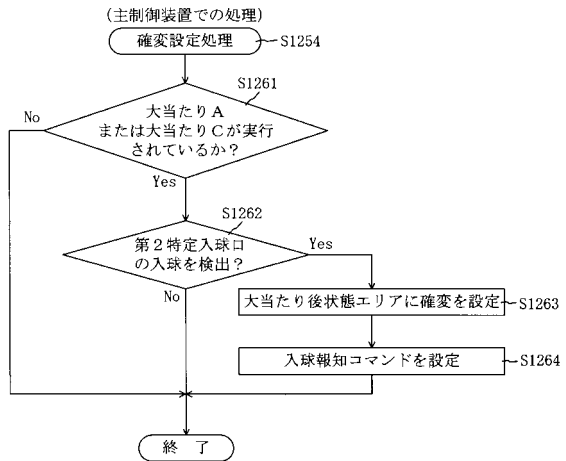 (主制御装置での処理)
確変設定処理
S1254
S1261
大当たりA
または大当たりCが実行
されているか?
No
Yes
S1262
第2特定入球口
の入球を検出?
Yes
No
大当たり後状態エリアに確変を設定
S1263
入球報知コマンドを設定
S1264
終 了